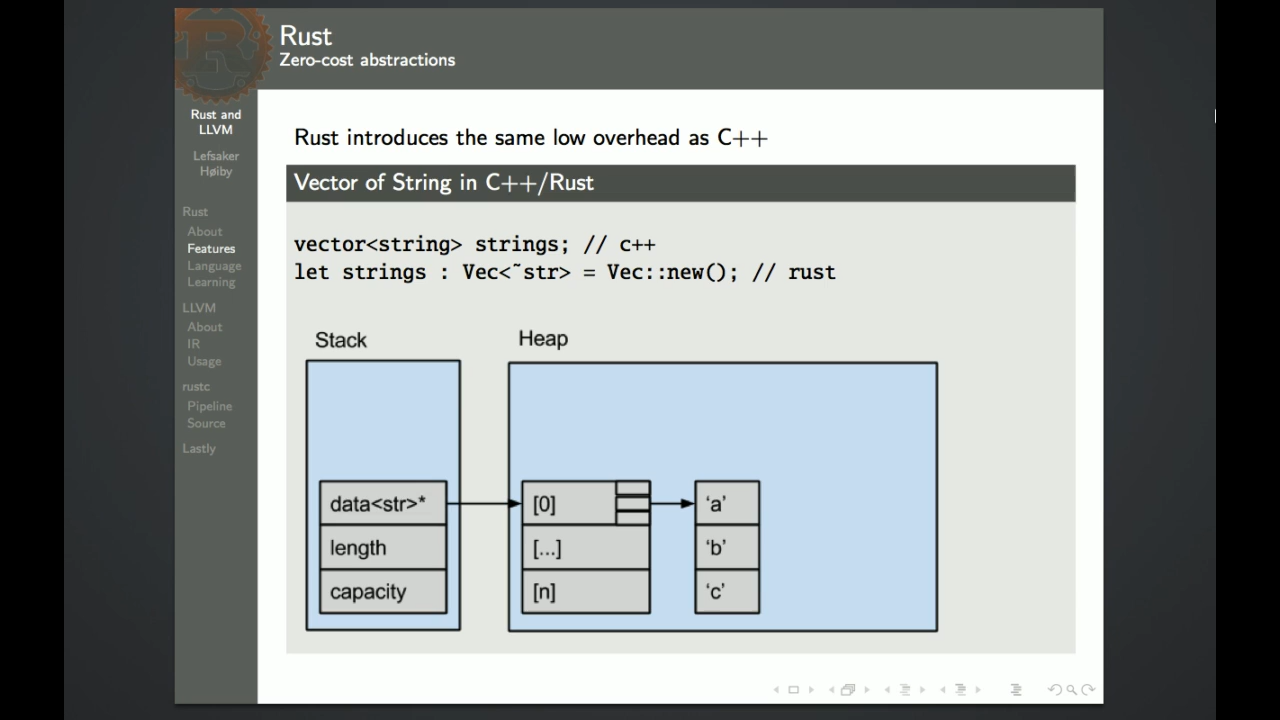 Rust
Zero-cost abstractions
Rust and
LLVM
Lefsaker
Høiby
Rust
About
Features
Language
Learning
LLVM
About
IR
Usage
rustc
Pipeline
Source
Lastly
Rust introduces the same low overhead as C++
Vector of String in C++/Rust
vector<string> strings; // c++
let strings : Vec<~str> = Vec::new(); // rust
Stack
Heap
data<str>*
length
capacity
[0]
[...]
[n]
‘a’
‘b’
‘c’